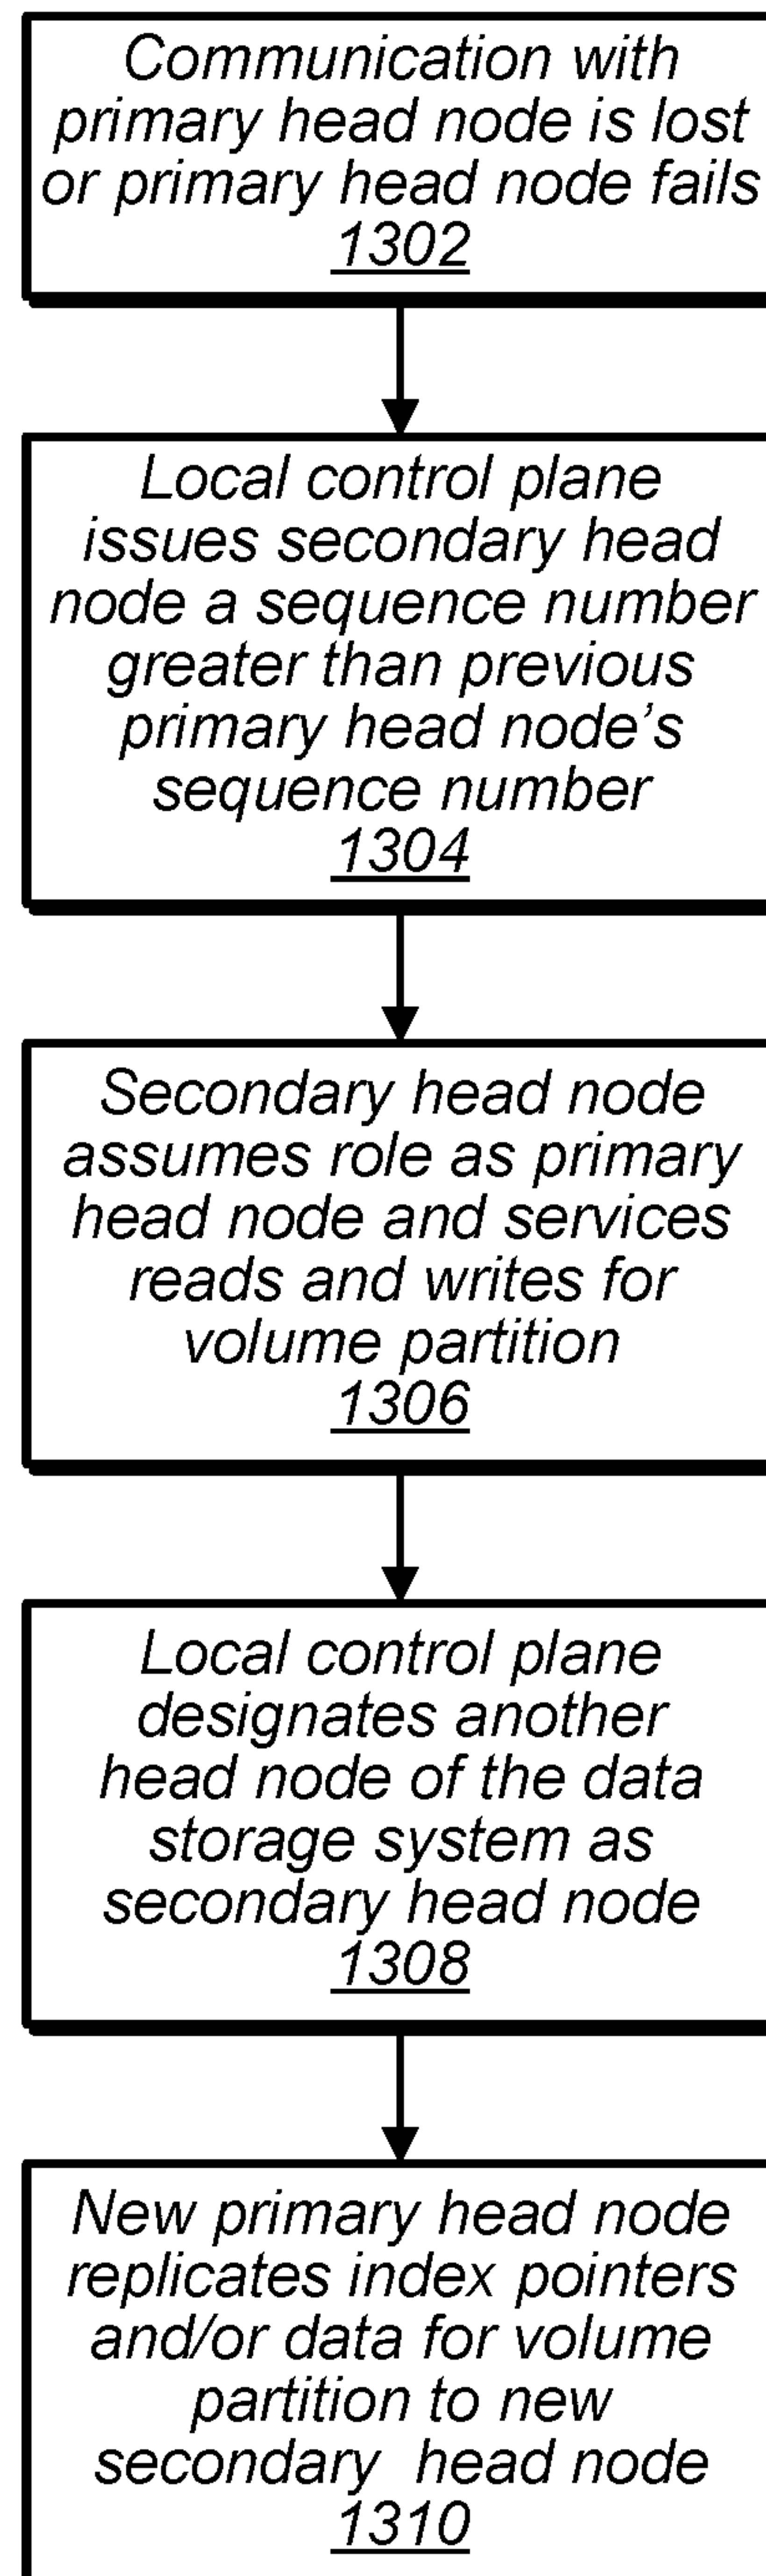 Communication with
primary head node is lost
or primary head node fails
1302
Local control plane
issues secondary head
node a sequence number
greater than previous
primary head node's
sequence number
1304
Secondary head node
assumes role as primary
head node and services
reads and writes for
volume partition
1306
Local control plane
designates another
head node of the data
storage system as
secondary head node
1308
New primary head node
replicates index pointers
and/or data for volume
partition to new
secondary head node
1310